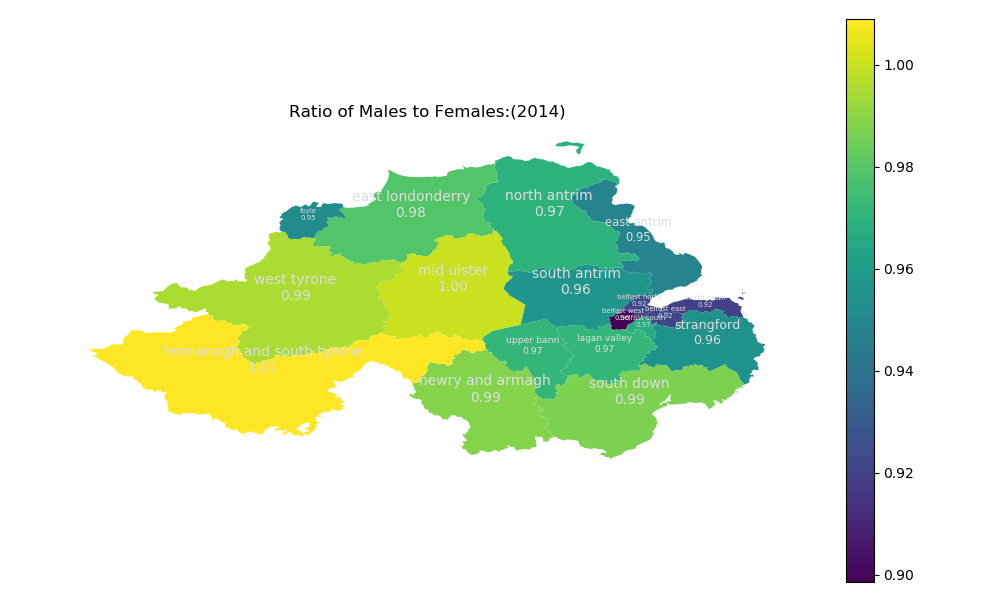 Ratio of Males to Females:(2014)
1.00
0.98
0.96
0.94
0.92
0.90
east londonderry
0.98
north antrim
0.97
foyle
0.95
east antrim
0.95
west tyrone
0.99
mid ulster
1.00
south antrim
0.96
belfast north
0.92
0.92
belfast west
belfast east
0.92
belfast south
0.97
strangford
0.96
upper bann
0.97
lagan valley
0.97
fermanagh and south tyrone
1.01
newry and armagh
0.99
south down
0.99